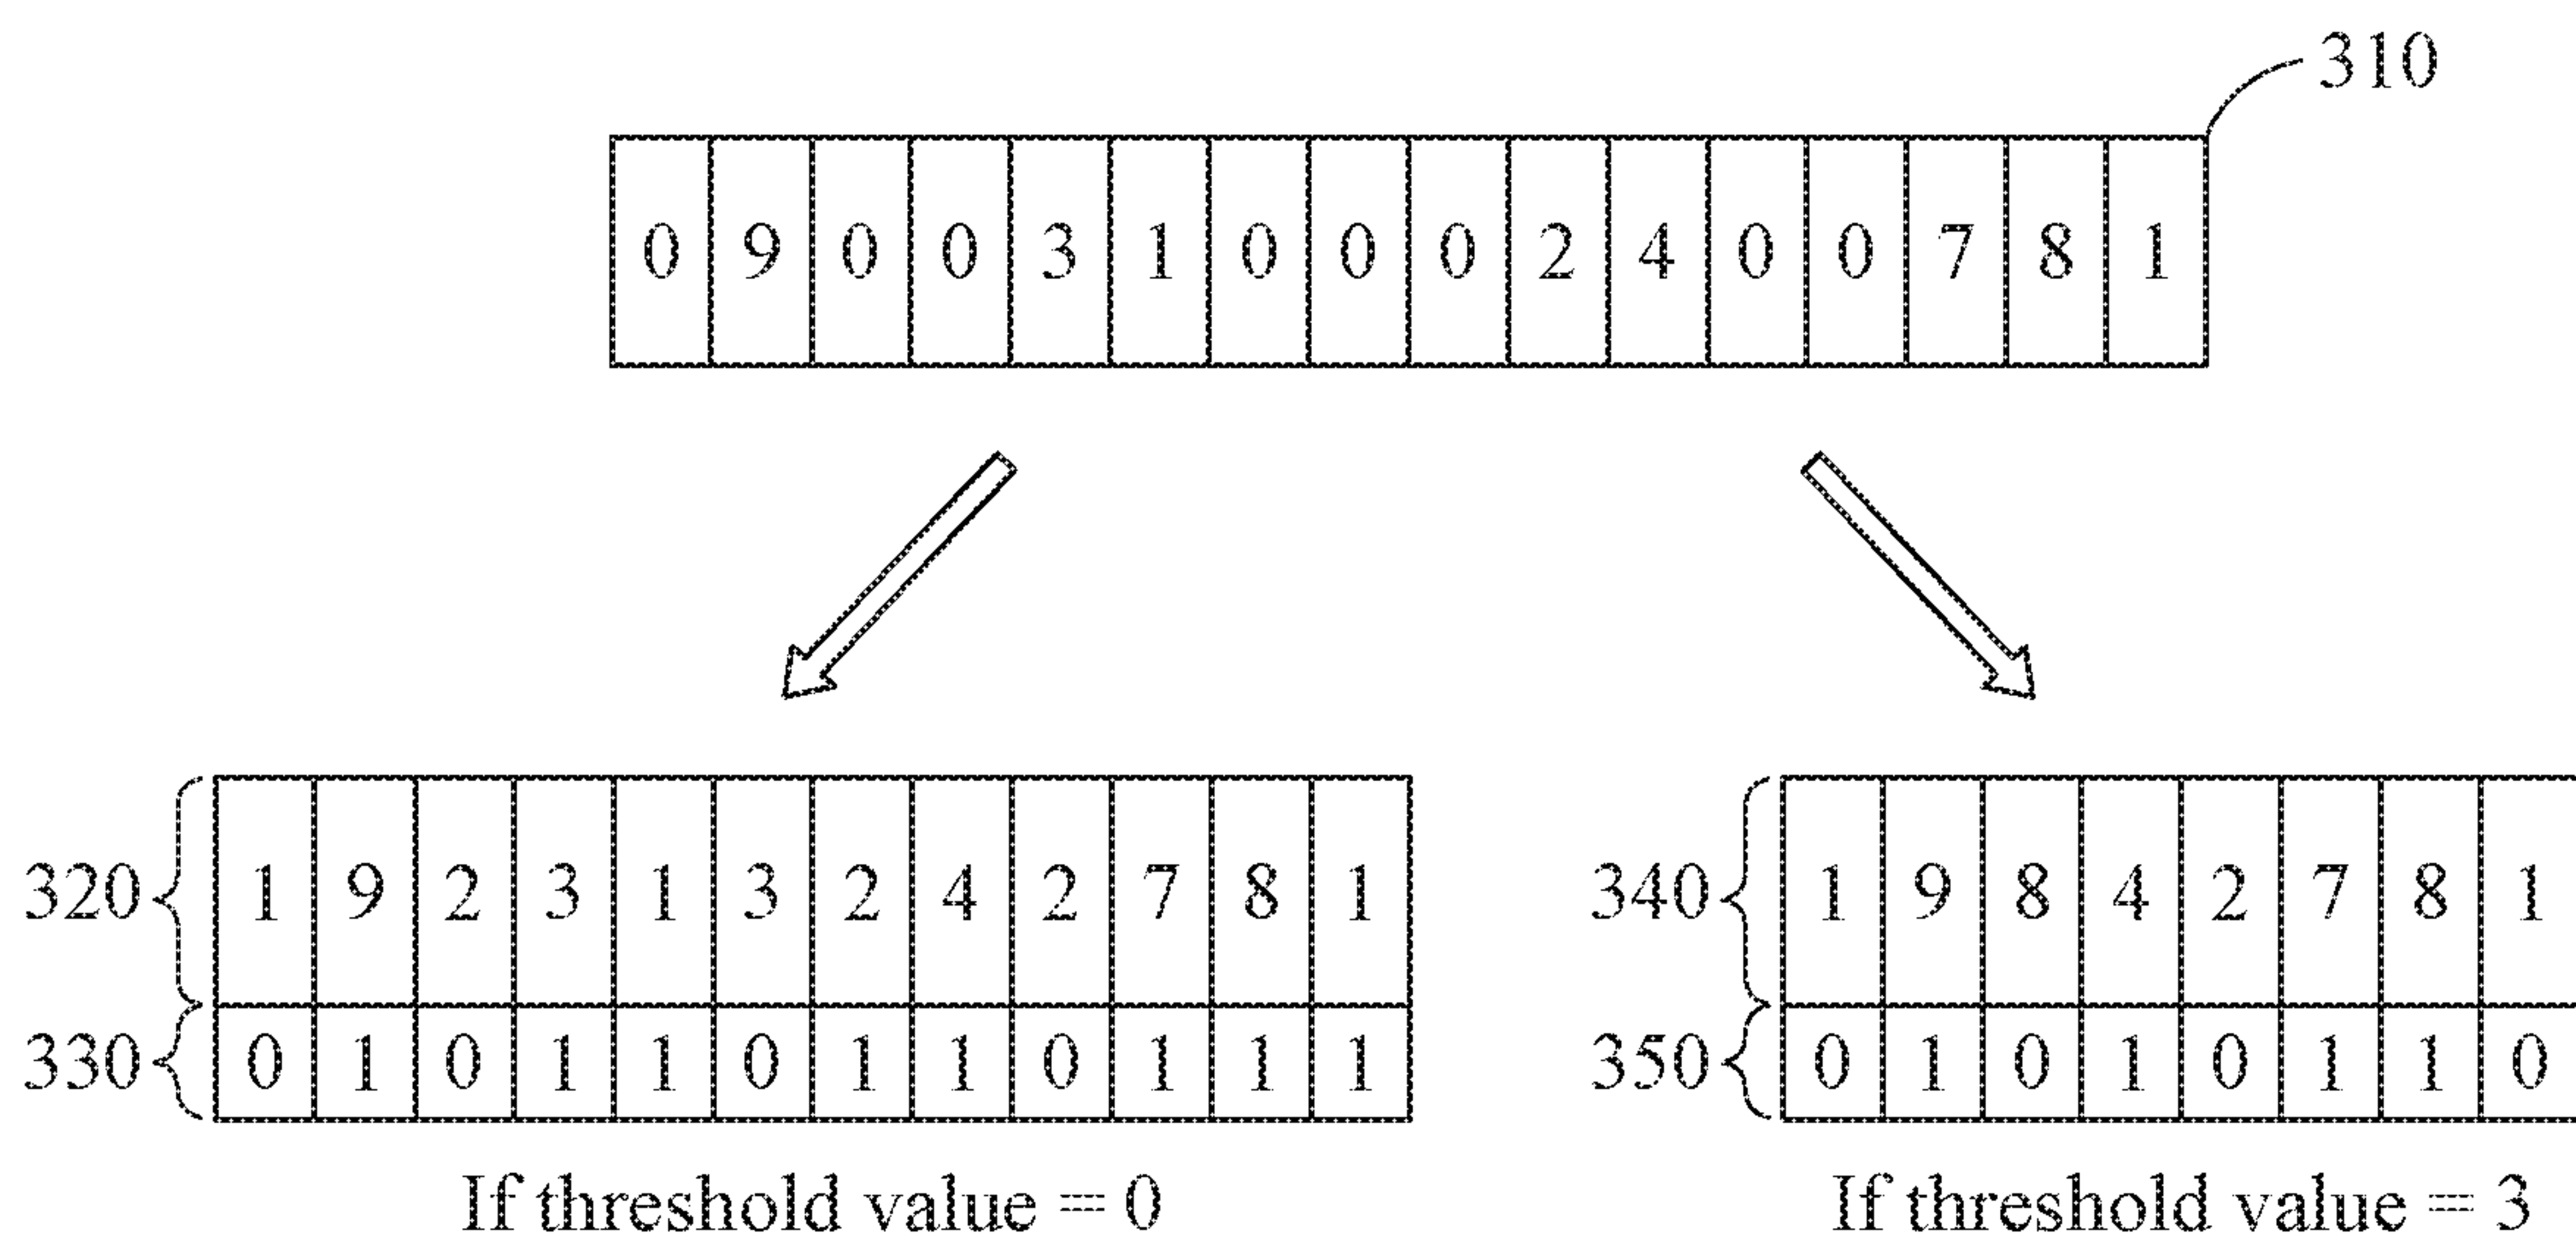 310
0 9 0 0 3 1 0 0 0 2 4 0 0 7 8 1
320 1 9 2 3 1 3 2 4 2 7 8 1
330 0 1 0 1 1 0 1 1 0 1 1 1
If threshold value = 0
340 1 9 8 4 2 7 8 1
350 0 1 0 1 0 1 1 0
If threshold value = 3